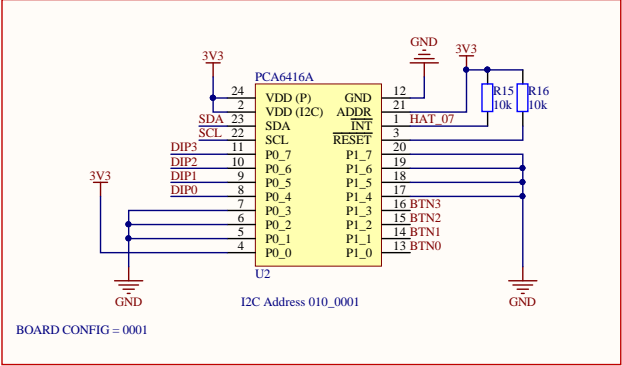 GND
3V3
3V3
PCA6416A
24 VDD (P) GND 12
2 VDD (I2C) ADDR 21
SDA 23 SDA INT 1 HAT_07
SCL 22 SCL RESET 3
R15 R16
10k 10k
DIP3 11 P0_7 P1_7 20
DIP2 10 P0_6 P1_6 19
DIP1 9 P0_5 P1_5 18
DIP0 8 P0_4 P1_4 17
3V3
7 P0_3 P1_3 16 BTN3
6 P0_2 P1_2 15 BTN2
5 P0_1 P1_1 14 BTN1
4 P0_0 P1_0 13 BTN0
U2
GND
GND
I2C Address 010_0001
BOARD CONFIG = 0001